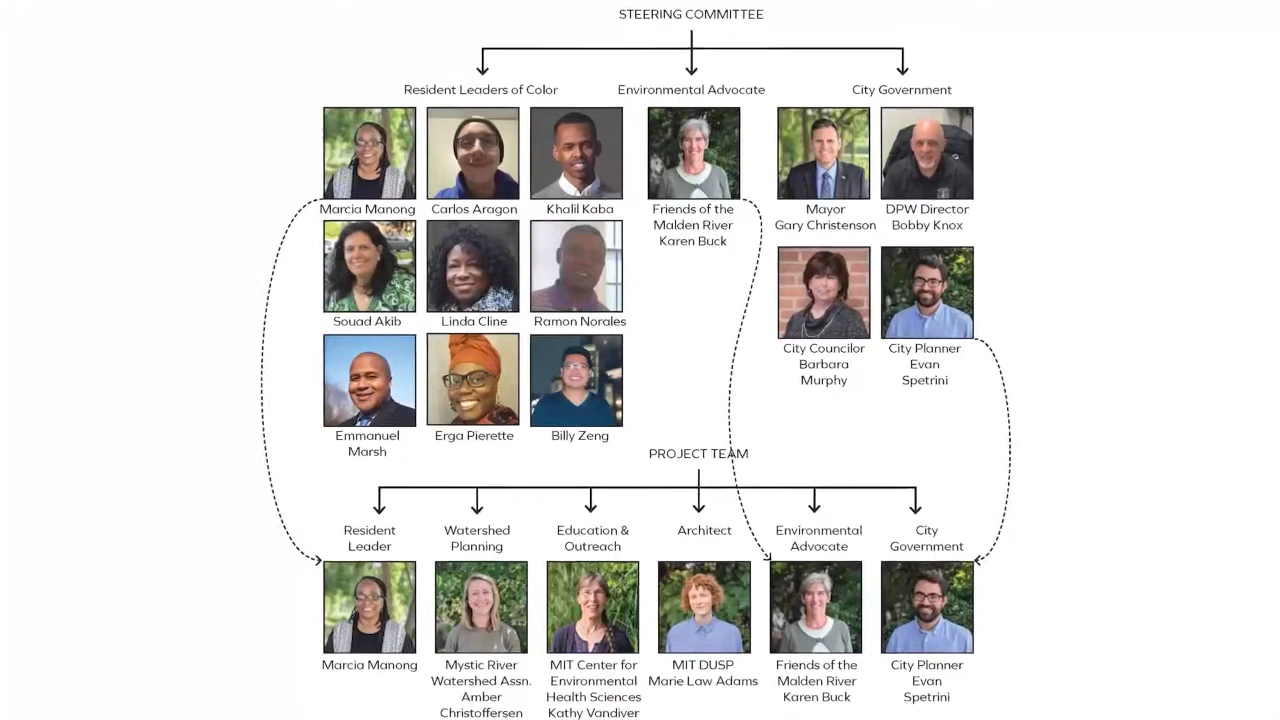 STEERING COMMITTEE
Resident Leaders of Color
Environmental Advocate
City Government
Marcia Manong
Carlos Aragon
Khalil Kaba
Friends of the
Malden River
Karen Buck
Mayor
Gary Christenson
DPW Director
Bobby Knox
Souad Akib
Linda Cline
Ramon Norales
City Councilor
Barbara
Murphy
City Planner
Evan
Spetrini
Emmanuel
Marsh
Erga Pierette
Billy Zeng
PROJECT TEAM
Resident
Leader
Watershed
Planning
Education &
Outreach
Architect
Environmental
Advocate
City
Government
Marcia Manong
Mystic River
Watershed Assn.
Amber
Christoffersen
MIT Center for
Environmental
Health Sciences
Kathy Vandiver
MIT DUSP
Marie Law Adams
Friends of the
Malden River
Karen Buck
City Planner
Evan
Spetrini